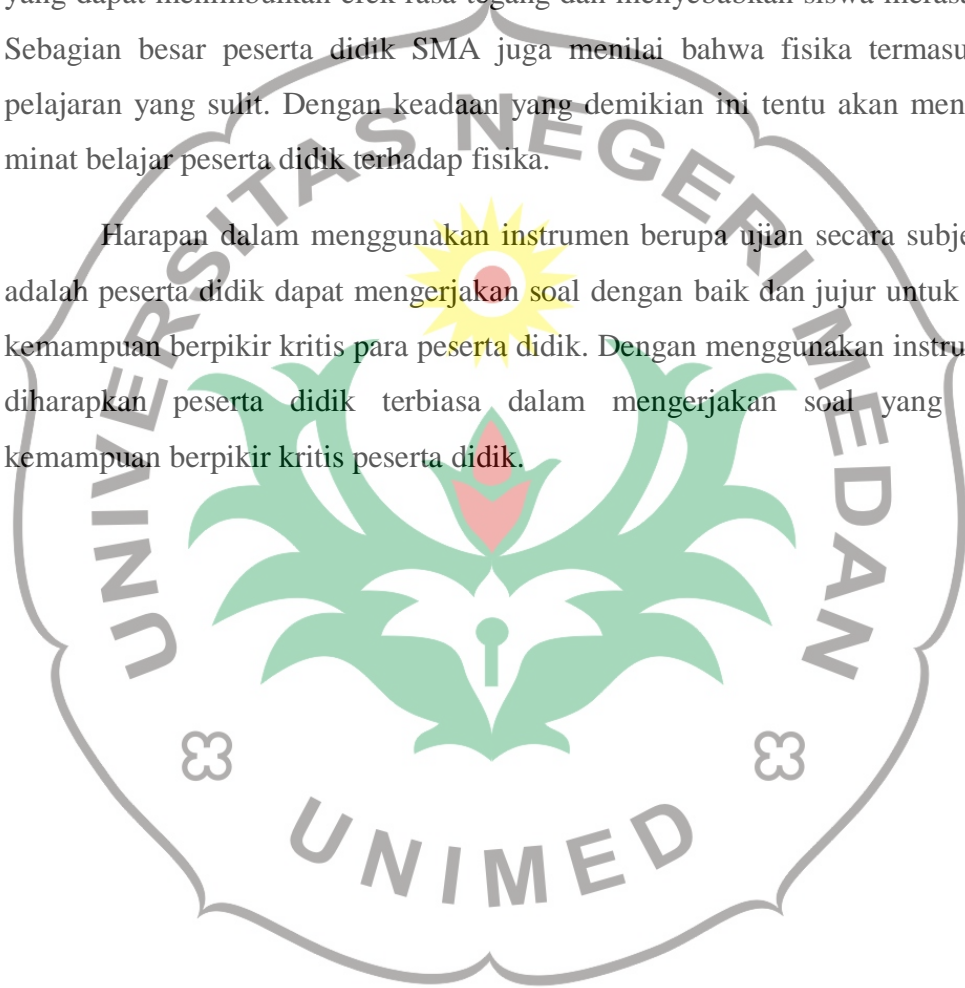 yang dapat menimbulkan efek rasa tegang dan menyebabkan siswa merasa
Sebagian besar peserta didik SMA juga menilai bahwa fisika
pelajaran yang sulit. Dengan keadaan yang demikian ini tentu akan
minat belajar peserta didik terhadap fisika.
Harapan dalam menggunakan instrumen berupa ujian secara
adalah peserta didik dapat mengerjakan soal dengan baik dan jujur untuk
kemampuan berpikir kritis para peserta didik. Dengan menggunakan
diharapkan peserta didik terbiasa dalam mengerjakan soal yang
kemampuan berpikir kritis peserta didik.
UNIVERSITAS NEGERI MEDAN
UNIMED